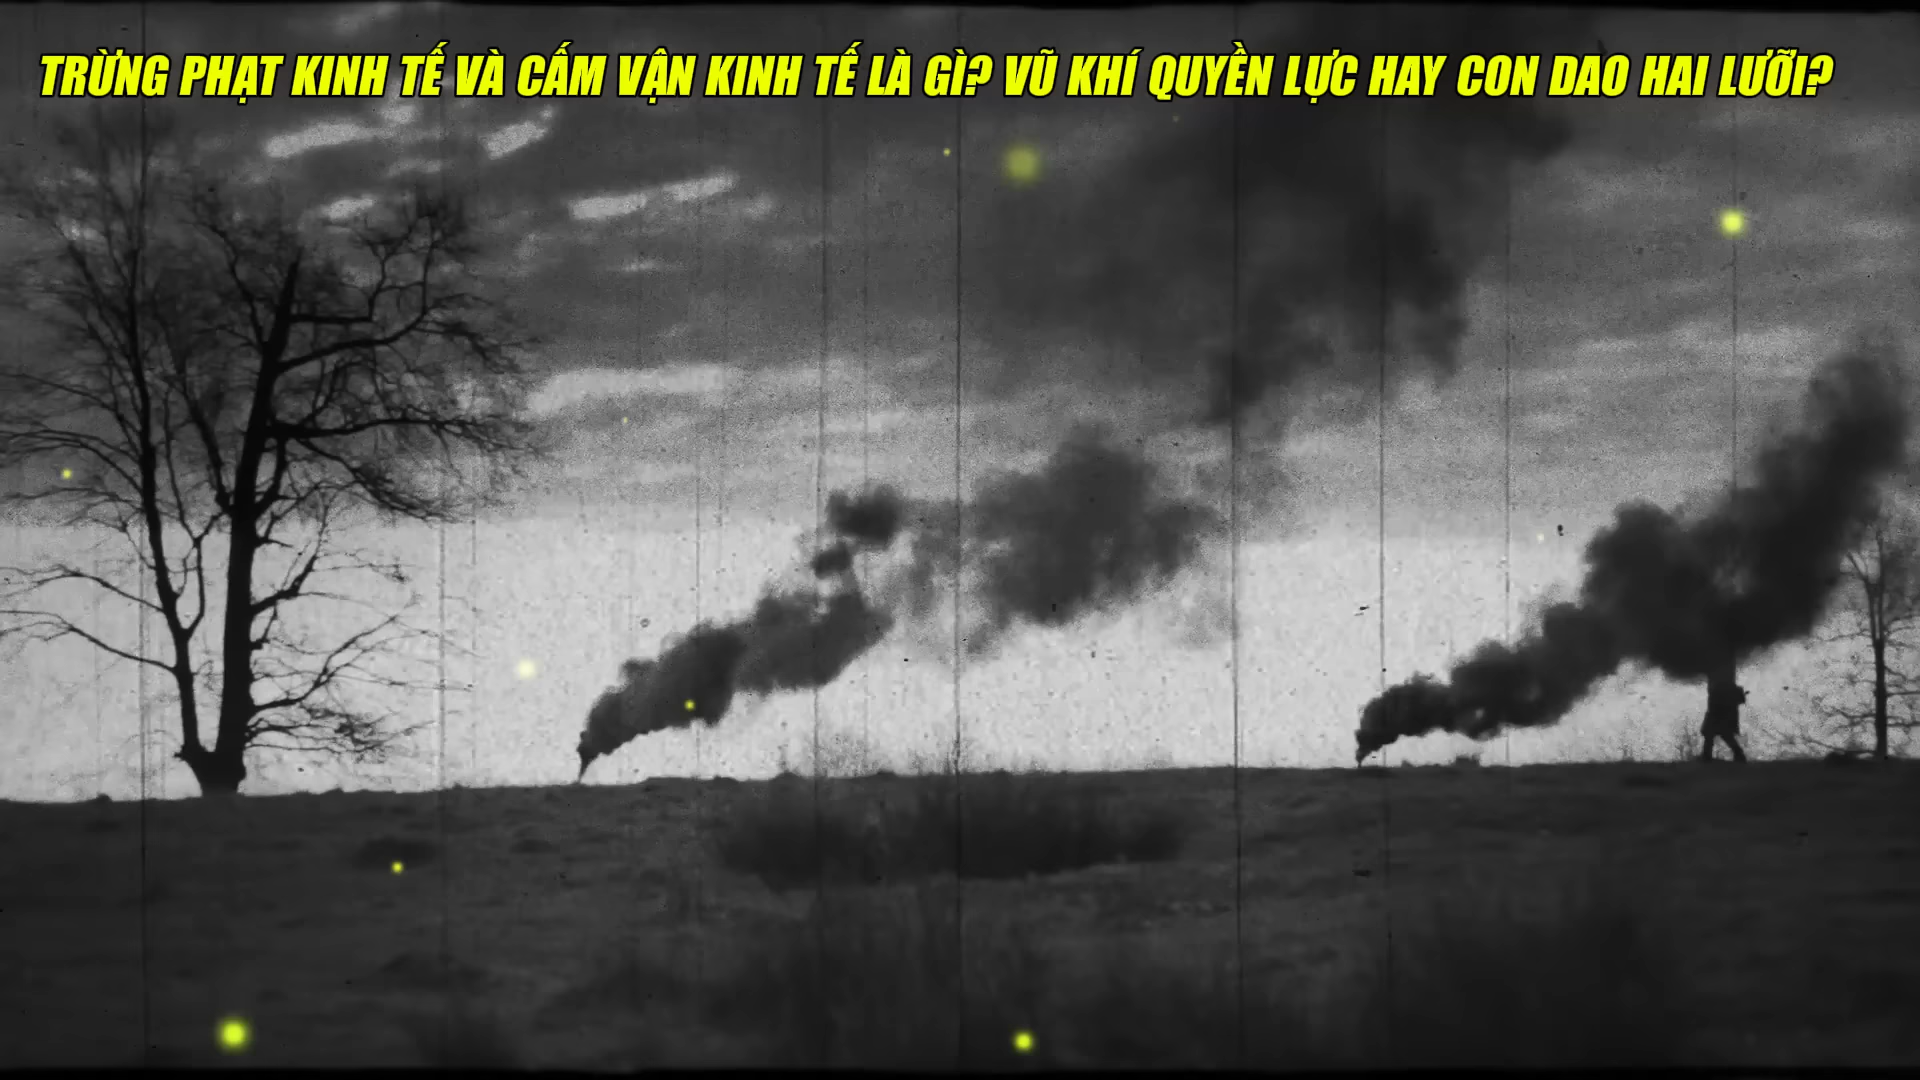 TRỪNG PHẠT KINH TẾ VÀ CẤM VẬN KINH TẾ LÀ GÌ? VŨ KHÍ QUYỀN LỰC HAY CON DAO HAI LƯỠI?